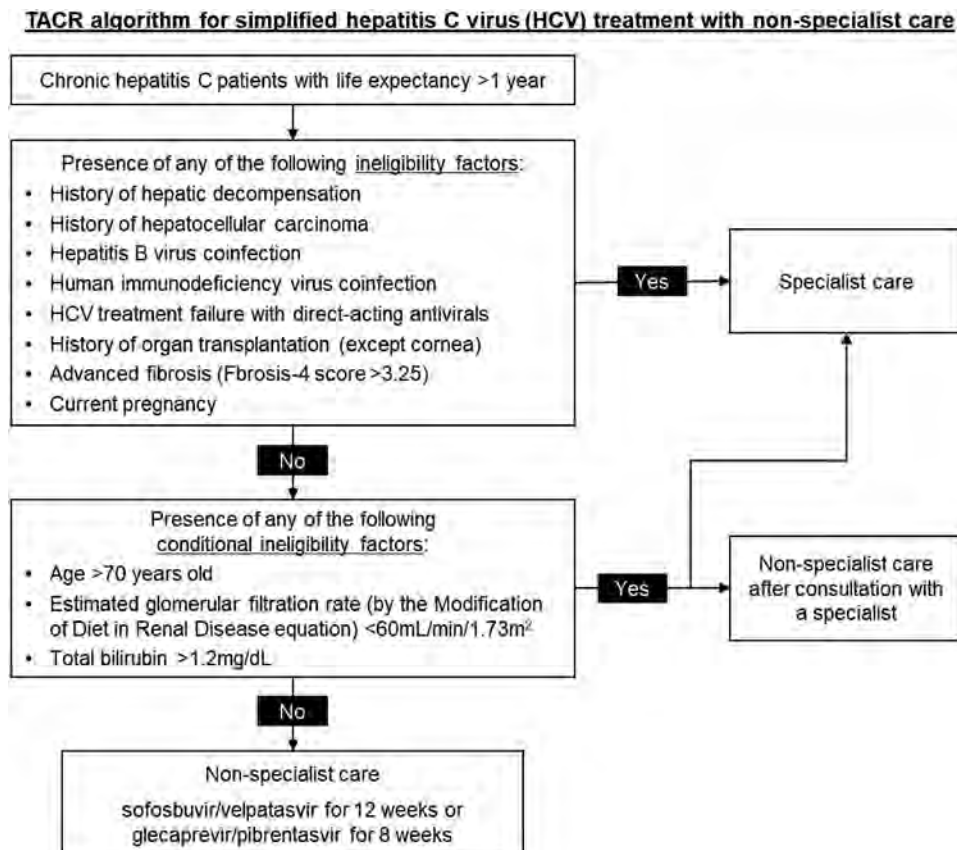 TACR algorithm for simplified hepatitis C virus (HCV) treatment with non-specialist care
Chronic hepatitis C patients with life expectancy >1 year
Presence of any of the following ineligibility factors:
• History of hepatic decompensation
• History of hepatocellular carcinoma
• Hepatitis B virus coinfection
• Human immunodeficiency virus coinfection
• HCV treatment failure with direct-acting antivirals
• History of organ transplantation (except cornea)
• Advanced fibrosis (Fbrosis-4 score >3.25)
• Current pregnancy
Yes
Specialist care
No
Presence of any of the following
conditional ineligibility factors:
• Age >70 years old
• Estimated glomerular filtration rate (by the Modification
of Diet in Renal Disease equation) <60mL/min/1.73m²
• Total bilirubin >1.2mg/dL
Yes
Non-specialist care
after consultation with
a specialist
No
Non-specialist care
sofosbuvir/velpatasvir for 12 weeks or
glecaprevir/pibrentasvir for 8 weeks